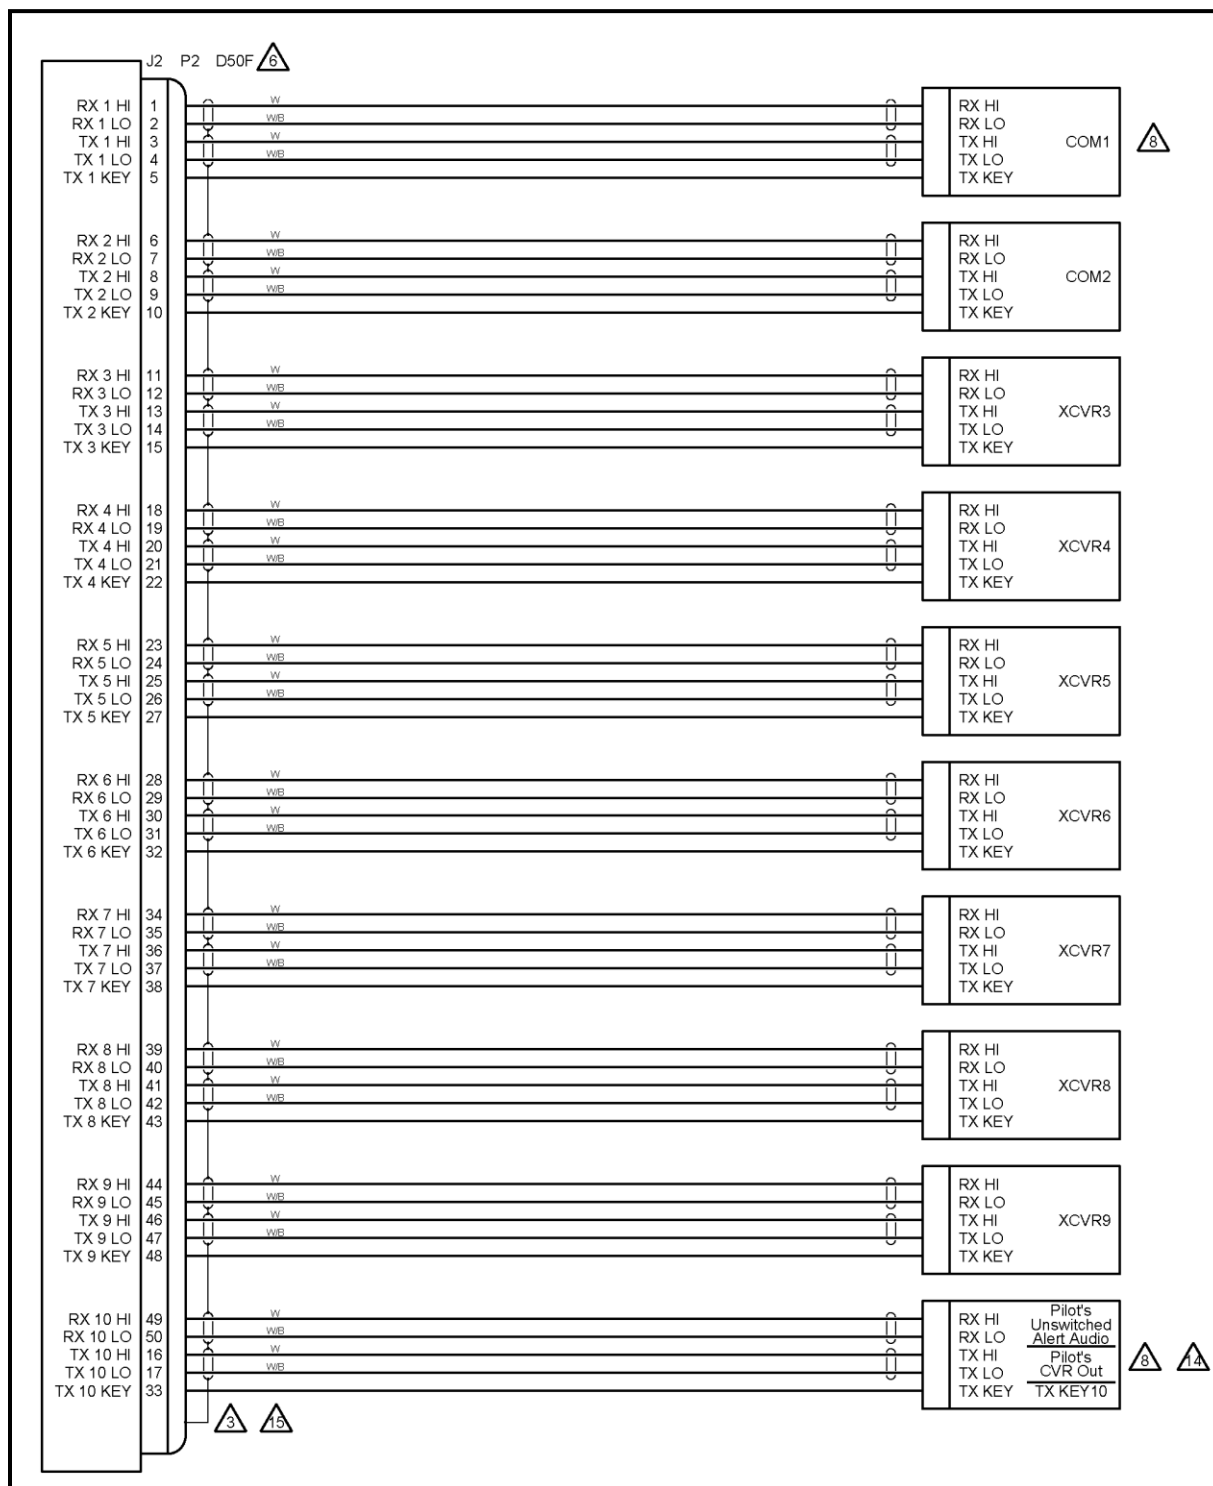 J2 P2 D50F 6
RX 1 HI 1 W RX HI
RX 1 LO 2 W/B RX LO
TX 1 HI 3 W TX HI COM1 8
TX 1 LO 4 W/B TX LO
TX 1 KEY 5 TX KEY
RX 2 HI 6 W RX HI
RX 2 LO 7 W/B RX LO
TX 2 HI 8 W TX HI COM2
TX 2 LO 9 W/B TX LO
TX 2 KEY 10 TX KEY
RX 3 HI 11 W RX HI
RX 3 LO 12 W/B RX LO
TX 3 HI 13 W TX HI XCVR3
TX 3 LO 14 W/B TX LO
TX 3 KEY 15 TX KEY
RX 4 HI 18 W RX HI
RX 4 LO 19 W/B RX LO
TX 4 HI 20 W TX HI XCVR4
TX 4 LO 21 W/B TX LO
TX 4 KEY 22 TX KEY
RX 5 HI 23 W RX HI
RX 5 LO 24 W/B RX LO
TX 5 HI 25 W TX HI XCVR5
TX 5 LO 26 W/B TX LO
TX 5 KEY 27 TX KEY
RX 6 HI 28 W RX HI
RX 6 LO 29 W/B RX LO
TX 6 HI 30 W TX HI XCVR6
TX 6 LO 31 W/B TX LO
TX 6 KEY 32 TX KEY
RX 7 HI 34 W RX HI
RX 7 LO 35 W/B RX LO
TX 7 HI 36 W TX HI XCVR7
TX 7 LO 37 W/B TX LO
TX 7 KEY 38 TX KEY
RX 8 HI 39 W RX HI
RX 8 LO 40 W/B RX LO
TX 8 HI 41 W TX HI XCVR8
TX 8 LO 42 W/B TX LO
TX 8 KEY 43 TX KEY
RX 9 HI 44 W RX HI
RX 9 LO 45 W/B RX LO
TX 9 HI 46 W TX HI XCVR9
TX 9 LO 47 W/B TX LO
TX 9 KEY 48 TX KEY
RX 10 HI 49 W RX HI
RX 10 LO 50 W/B RX LO
TX 10 HI 16 W TX HI
TX 10 LO 17 W/B TX LO
TX 10 KEY 33 TX KEY
Pilot's
Unswitched
Alert Audio
Pilot's
CVR Out
TX KEY10
8 14
3 15